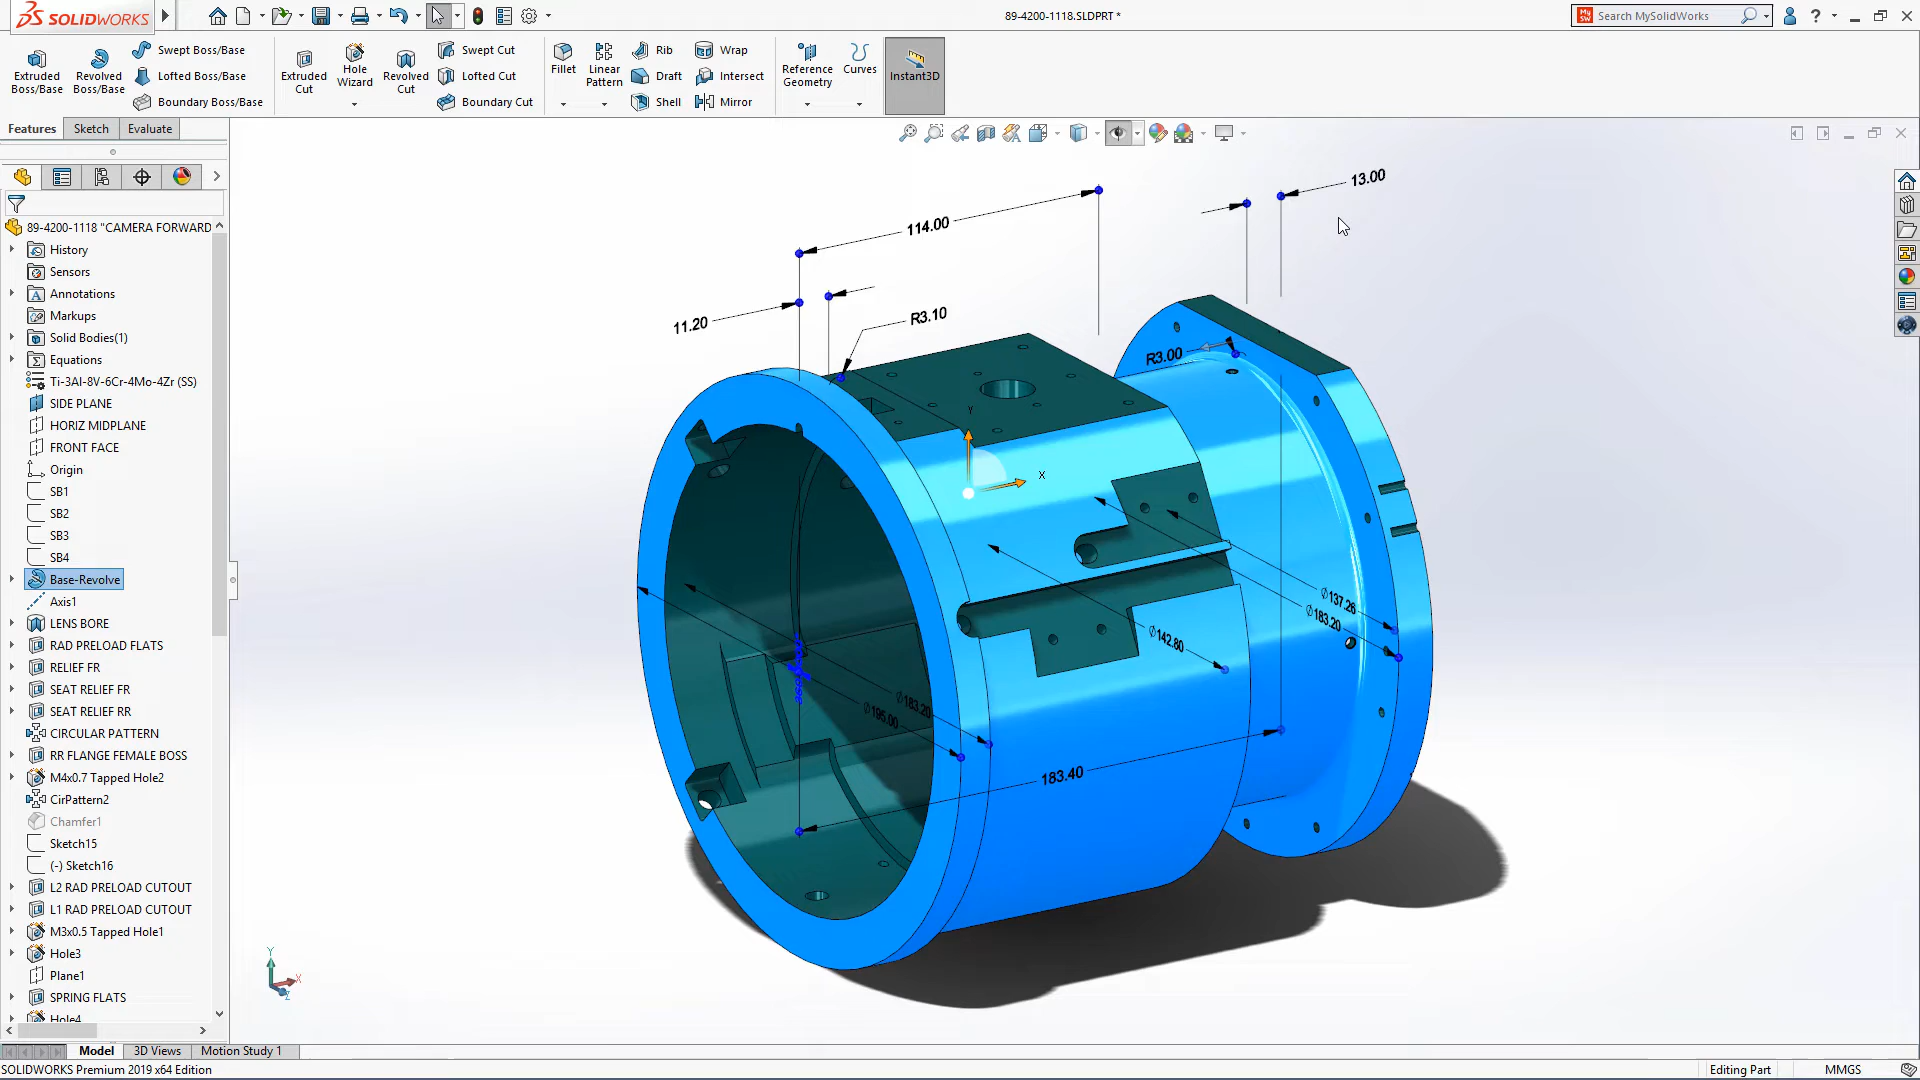 SOLIDWORKS
89-4200-1118.SLDPRT *
Search MySolidWorks
Extruded Boss/Base
Revolved Boss/Base
Swept Boss/Base
Lofted Boss/Base
Boundary Boss/Base
Extruded Cut
Hole Wizard
Revolved Cut
Swept Cut
Lofted Cut
Boundary Cut
Fillet
Linear Pattern
Rib
Draft
Shell
Wrap
Intersect
Mirror
Reference Geometry
Curves
Instant3D
Features
Sketch
Evaluate
89-4200-1118 "CAMERA FORWARD
History
Sensors
Annotations
Markups
Solid Bodies(1)
Equations
Ti-3Al-8V-6Cr-4Mo-4Zr (SS)
SIDE PLANE
HORIZ MIDPLANE
FRONT FACE
Origin
SB1
SB2
SB3
SB4
Base-Revolve
Axis1
LENS BORE
RAD PRELOAD FLATS
RELIEF FR
SEAT RELIEF FR
SEAT RELIEF RR
CIRCULAR PATTERN
RR FLANGE FEMALE BOSS
M4x0.7 Tapped Hole2
CirPattern2
Chamfer1
Sketch15
(-) Sketch16
L2 RAD PRELOAD CUTOUT
L1 RAD PRELOAD CUTOUT
M3x0.5 Tapped Hole1
Hole3
Plane1
SPRING FLATS
Hole4
114.00
13.00
11.20
R3.10
R3.00
Y
X
∅137.26
∅183.20
∅142.80
∅183.20
∅195.00
183.40
Y
X
Z
Model
3D Views
Motion Study 1
SOLIDWORKS Premium 2019 x64 Edition
Editing Part
MMGS